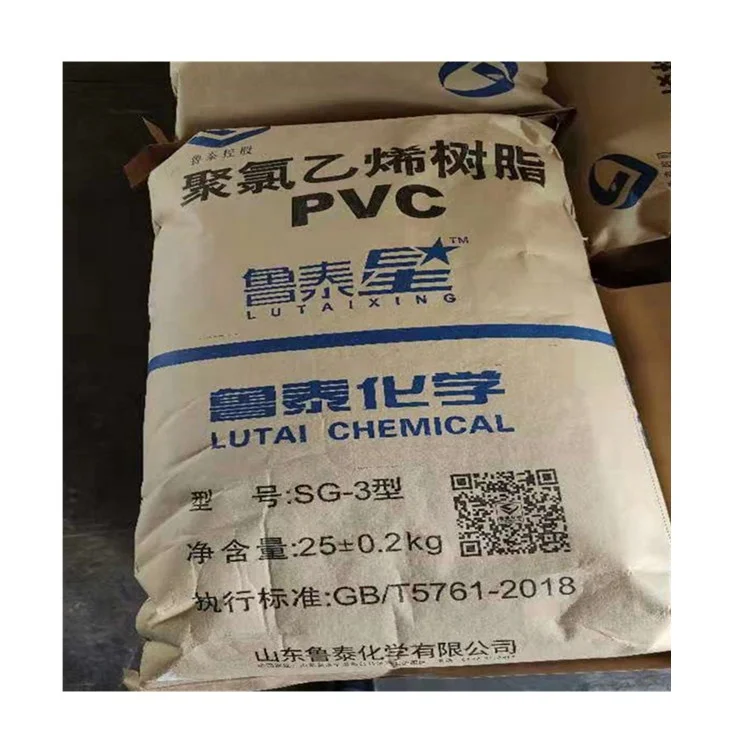 鲁泰控股
聚氯乙烯树脂
PVC
鲁泰星™
LUTAIXING
鲁泰化学
LUTAI CHEMICAL
型 号:SG-3型
净含量:25±0.2kg
执行标准:GB/T5761-2018
山东鲁泰化学有限公司